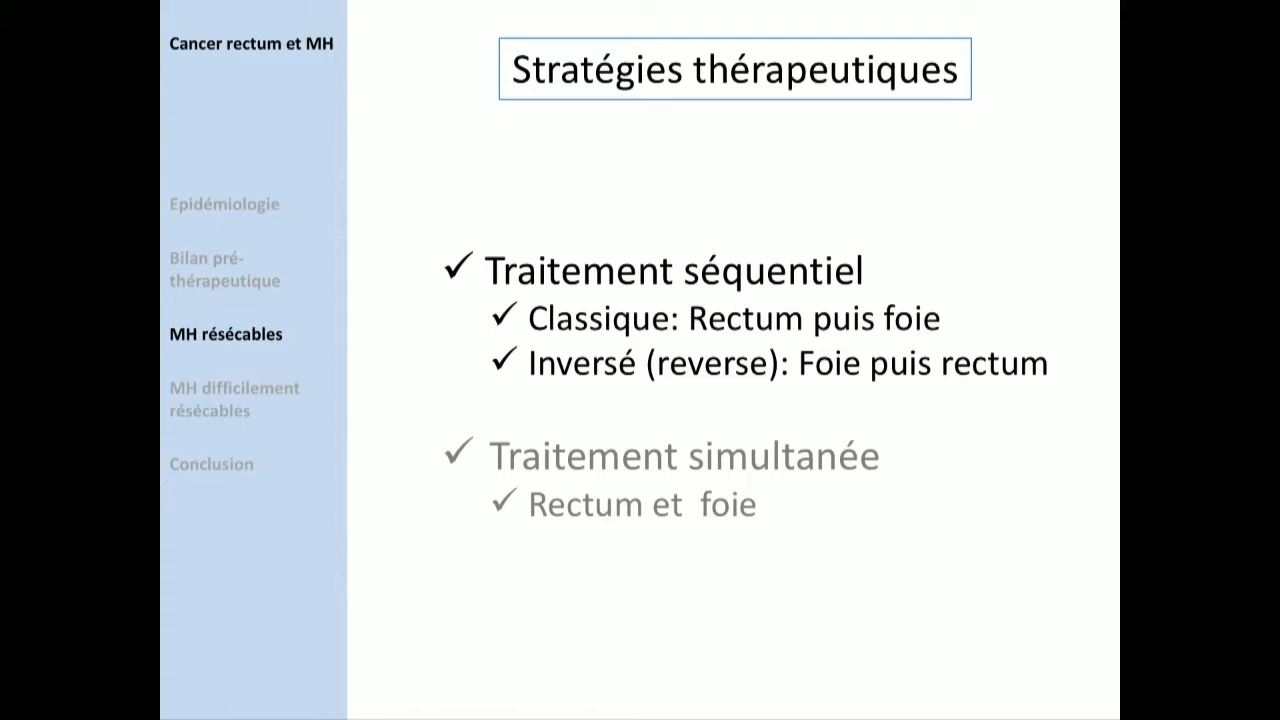 Cancer rectum et MH
Epidémiologie
Bilan pré-
thérapeutique
MH résécables
MH difficilement
résécables
Conclusion
Stratégies thérapeutiques
✓ Traitement séquentiel
✓ Classique: Rectum puis foie
✓ Inversé (reverse): Foie puis rectum
✓ Traitement simultanée
✓ Rectum et foie